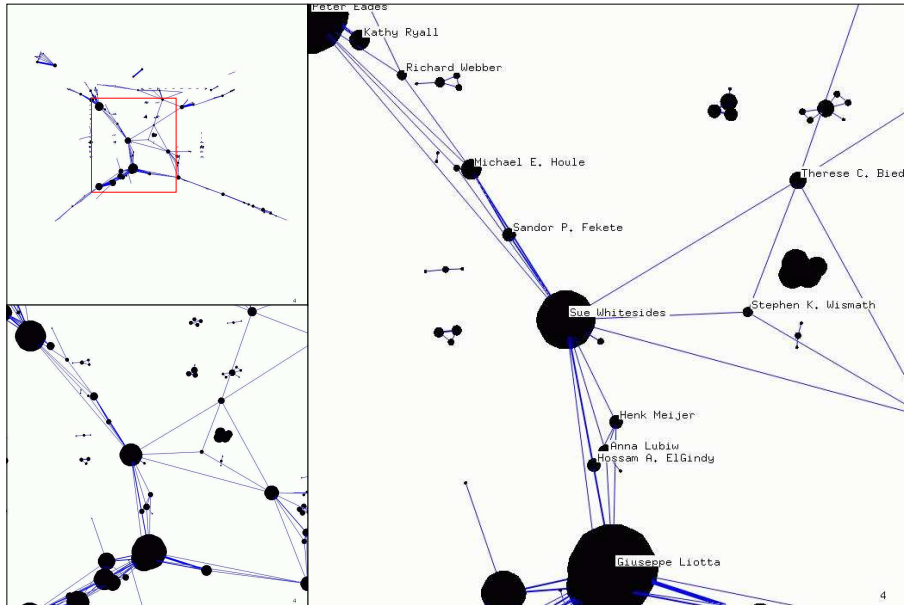 Peter Eades
Kathy Ryall
Richard Webber
Michael E. Houle
Therese C. Bied
Sandor P. Fekete
Stephen K. Wismath
Sue Whitesides
Henk Meijer
Anna Lubiw
Hossam A. ElGindy
Giuseppe Liotta
4
4
4